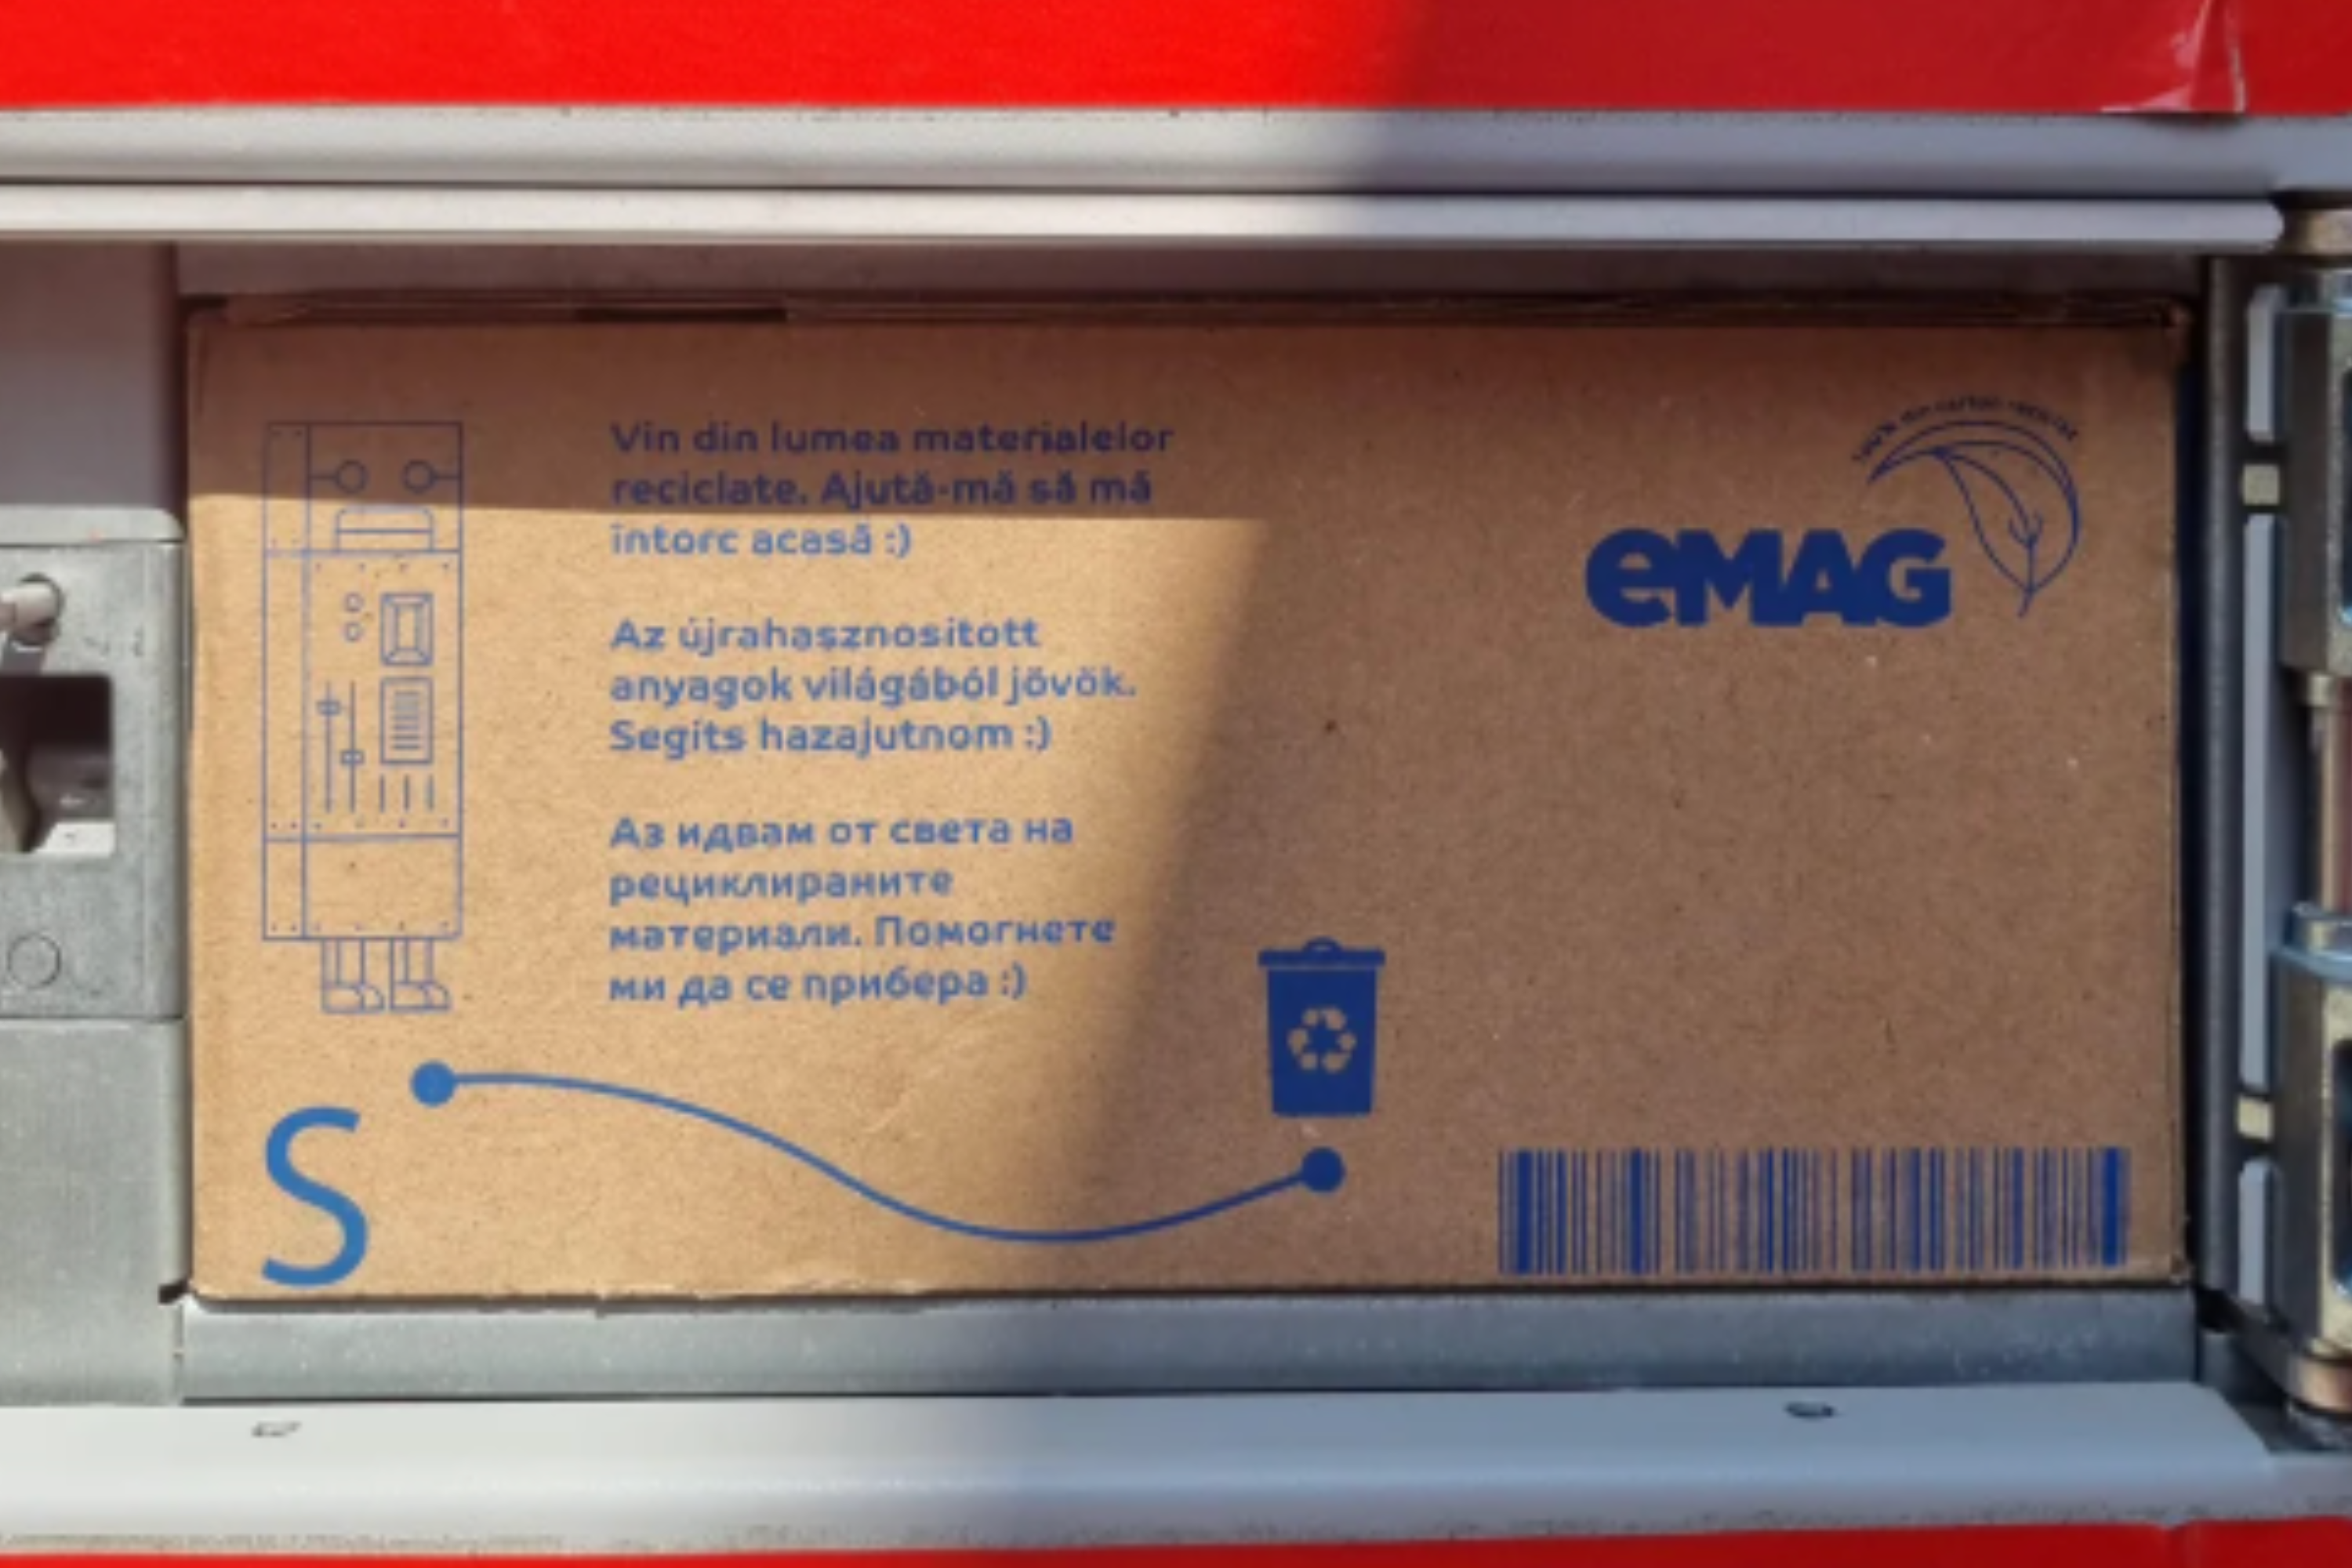 Vin din lumea materialelor
reciclate. Ajută-mă să mă
întorc acasă :)
Az újrahasznosított
anyagok világából jövök.
Segíts hazajutnom :)
Аз идвам от света на
рециклираните
материали. Помогнете
ми да се прибера :)
eMAG
S